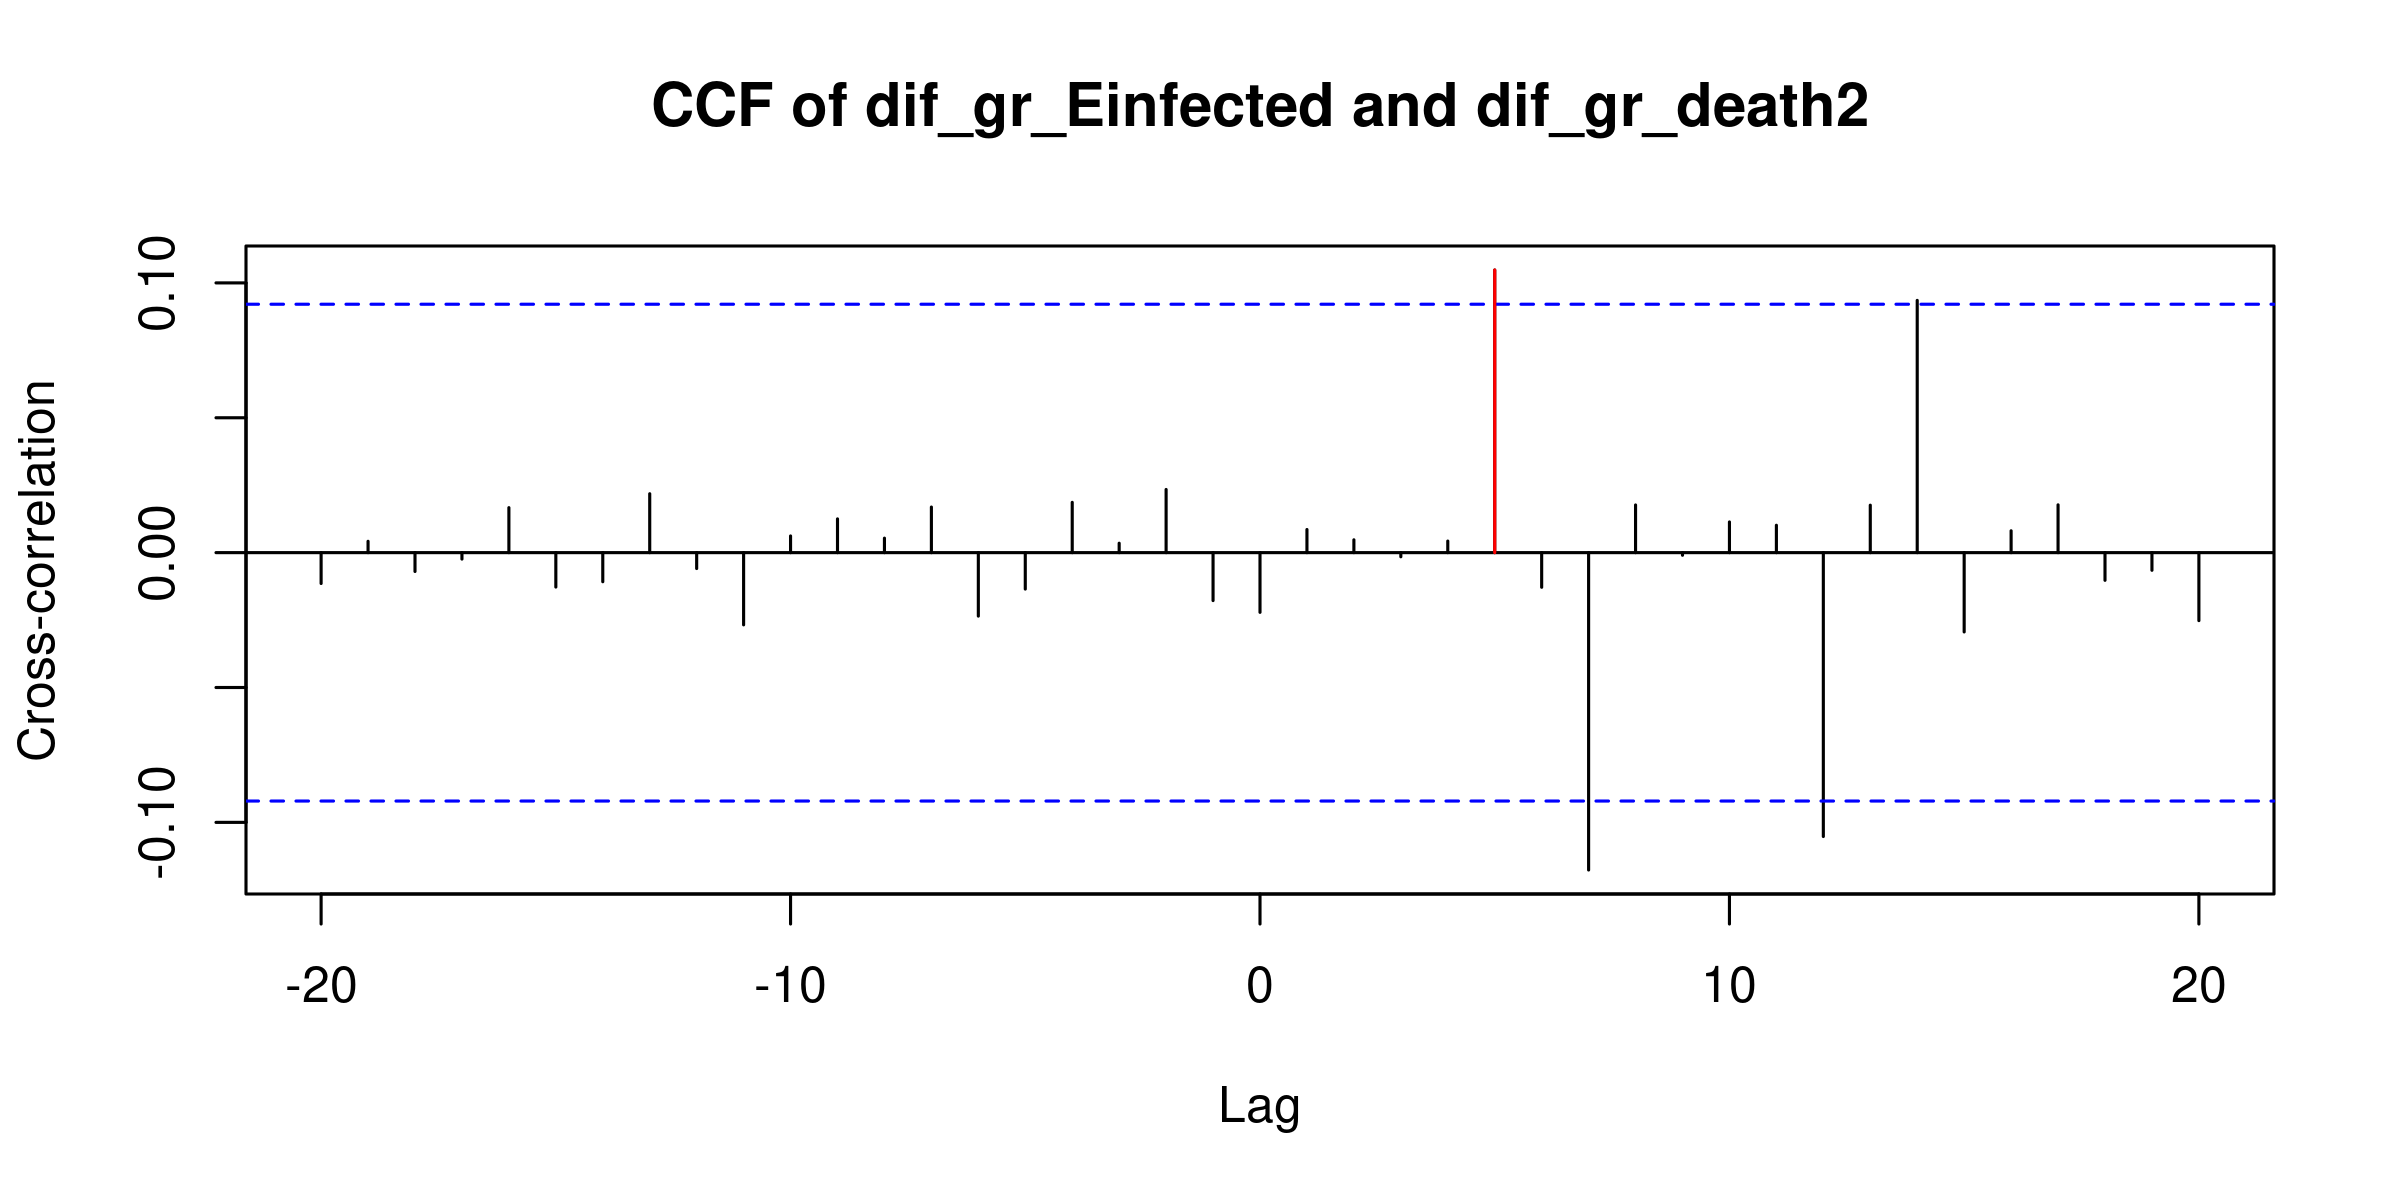 CCF of dif_gr_Einfected and dif_gr_death2
Cross-correlation
0.10
0.00
-0.10
-20
-10
0
10
20
Lag